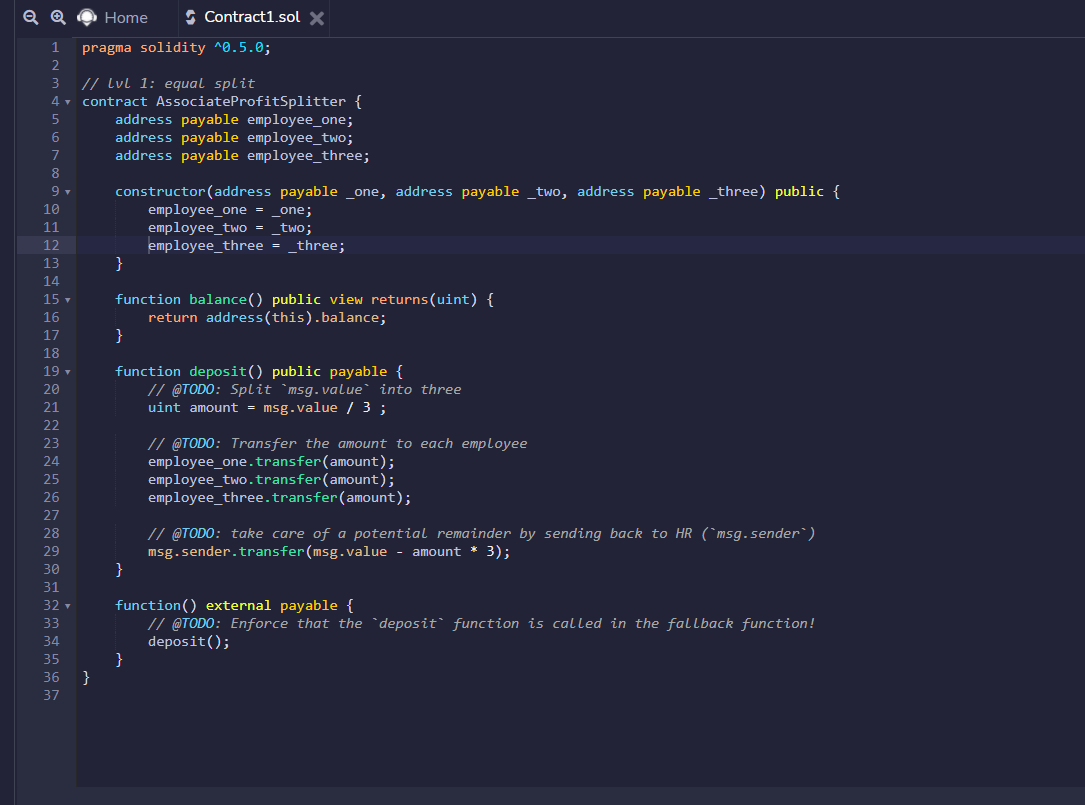 Home Contract1.sol
1 pragma solidity ^0.5.0;
2
3 // lvl 1: equal split
4 contract AssociateProfitSplitter {
5     address payable employee_one;
6     address payable employee_two;
7     address payable employee_three;
8
9     constructor(address payable _one, address payable _two, address payable _three) public {
10         employee_one = _one;
11         employee_two = _two;
12         employee_three = _three;
13     }
14
15     function balance() public view returns(uint) {
16         return address(this).balance;
17     }
18
19     function deposit() public payable {
20         // @TODO: Split `msg.value` into three
21         uint amount = msg.value / 3 ;
22
23         // @TODO: Transfer the amount to each employee
24         employee_one.transfer(amount);
25         employee_two.transfer(amount);
26         employee_three.transfer(amount);
27
28         // @TODO: take care of a potential remainder by sending back to HR (`msg.sender`)
29         msg.sender.transfer(msg.value - amount * 3);
30     }
31
32     function() external payable {
33         // @TODO: Enforce that the `deposit` function is called in the fallback function!
34         deposit();
35     }
36 }
37